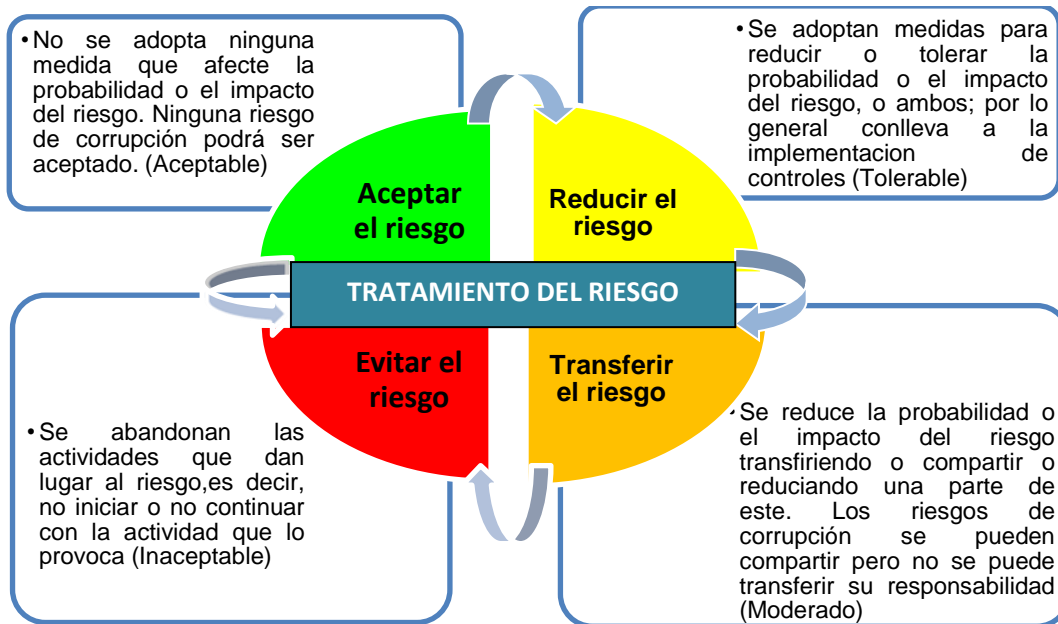 •No se adopta ninguna
medida que afecte la
probabilidad o el impacto
del riesgo. Ninguna riesgo
de corrupción podrá ser
aceptado. (Aceptable)
•Se adoptan medidas para
reducir o tolerar la
probabilidad o el impacto
del riesgo, o ambos; por lo
general conlleva a la
implementacion de
controles (Tolerable)
Aceptar
el riesgo
Reducir el
riesgo
TRATAMIENTO DEL RIESGO
Evitar el
riesgo
Transferir
el riesgo
•Se abandonan las
actividades que dan
lugar al riesgo,es decir,
no iniciar o no continuar
con la actividad que lo
provoca (Inaceptable)
•Se reduce la probabilidad o
el impacto del riesgo
transfiriendo o compartir o
reduciando una parte de
este. Los riesgos de
corrupción se pueden
compartir pero no se puede
transferir su responsabilidad
(Moderado)